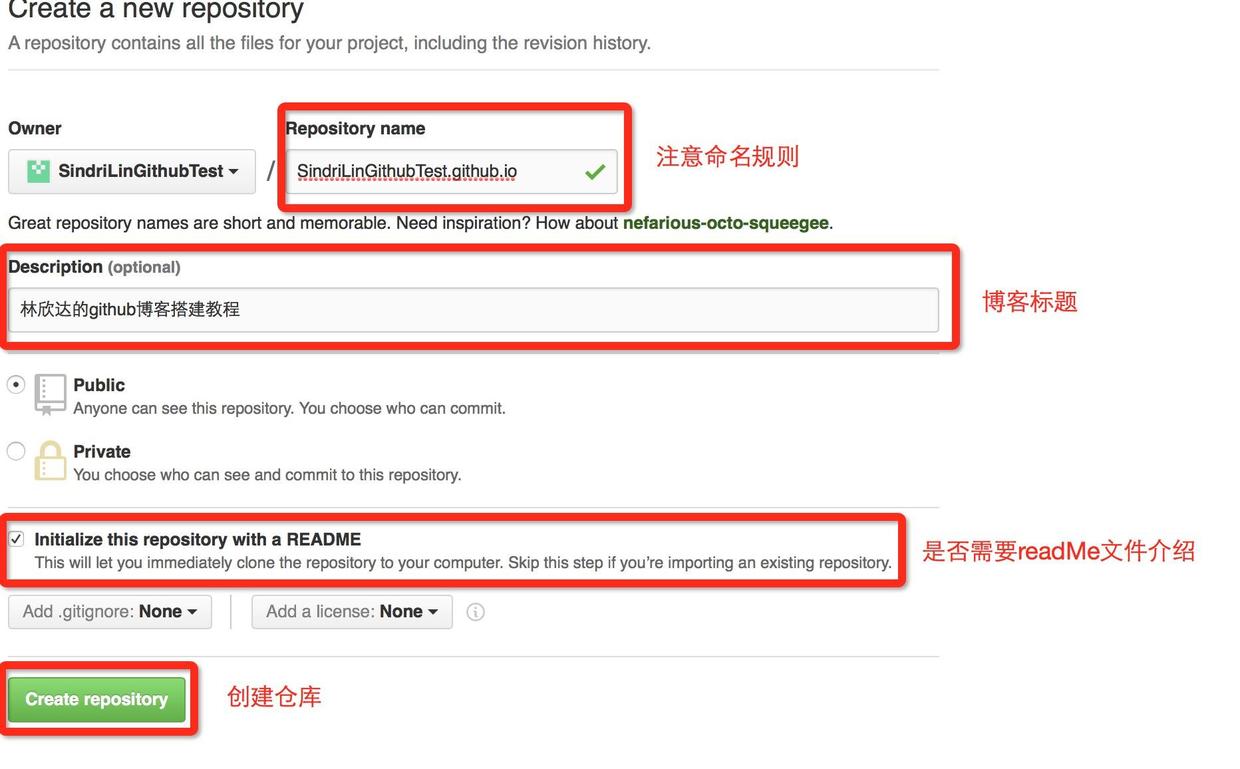 Create a new repository
A repository contains all the files for your project, including the revision history.
Owner
Repository name
SindriLinGithubTest
/
SindriLinGithubTest.github.io
注意命名规则
Great repository names are short and memorable. Need inspiration? How about nefarious-octo-squeegee.
Description (optional)
林欣达的github博客搭建教程
博客标题
Public
Anyone can see this repository. You choose who can commit.
Private
You choose who can see and commit to this repository.
Initialize this repository with a README
This will let you immediately clone the repository to your computer. Skip this step if you’re importing an existing repository.
是否需要readMe文件介绍
Add .gitignore: None
Add a license: None
Create repository
创建仓库